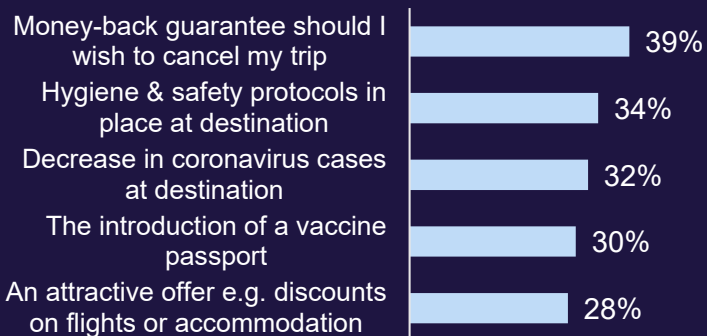 Money-back guarantee should I
wish to cancel my trip
39%
Hygiene & safety protocols in
place at destination
34%
Decrease in coronavirus cases
at destination
32%
The introduction of a vaccine
passport
30%
An attractive offer e.g. discounts
on flights or accommodation
28%